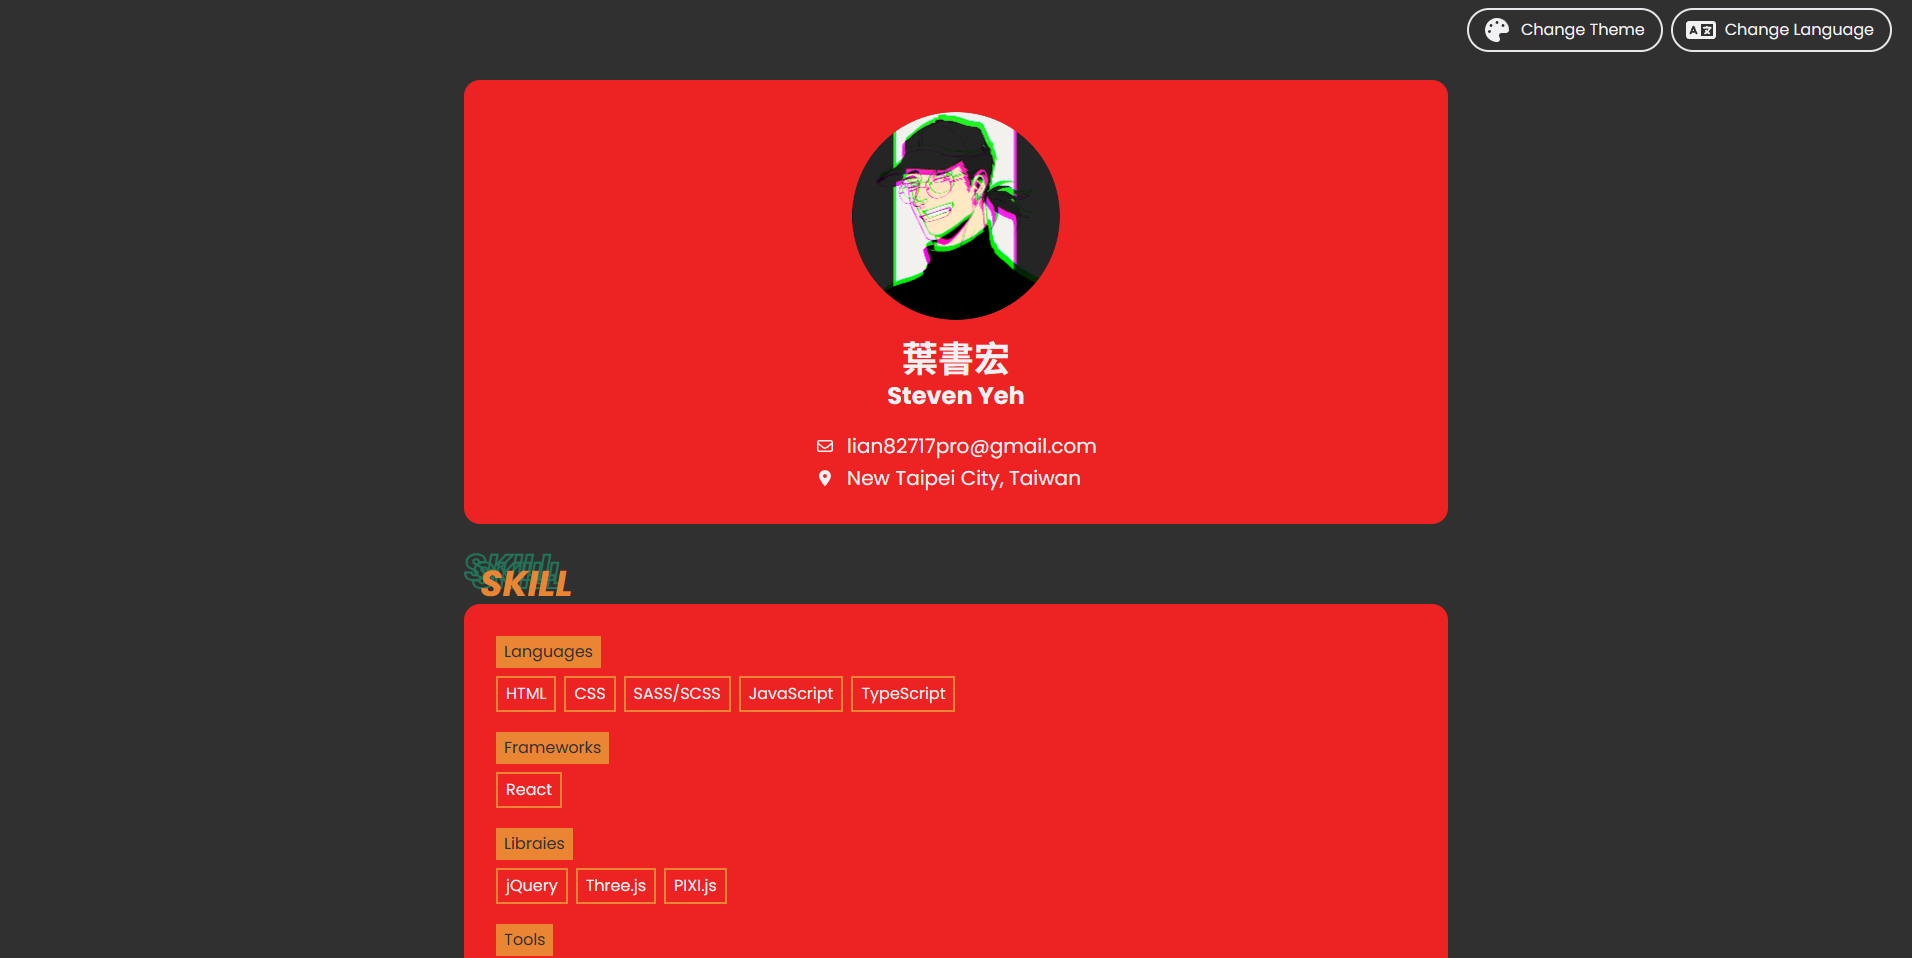 Change Theme Change Language
葉書宏
Steven Yeh
lian82717pro@gmail.com
New Taipei City, Taiwan
SKILL
Languages
HTML CSS SASS/SCSS JavaScript TypeScript
Frameworks
React
Libraies
jQuery Three.js PIXI.js
Tools